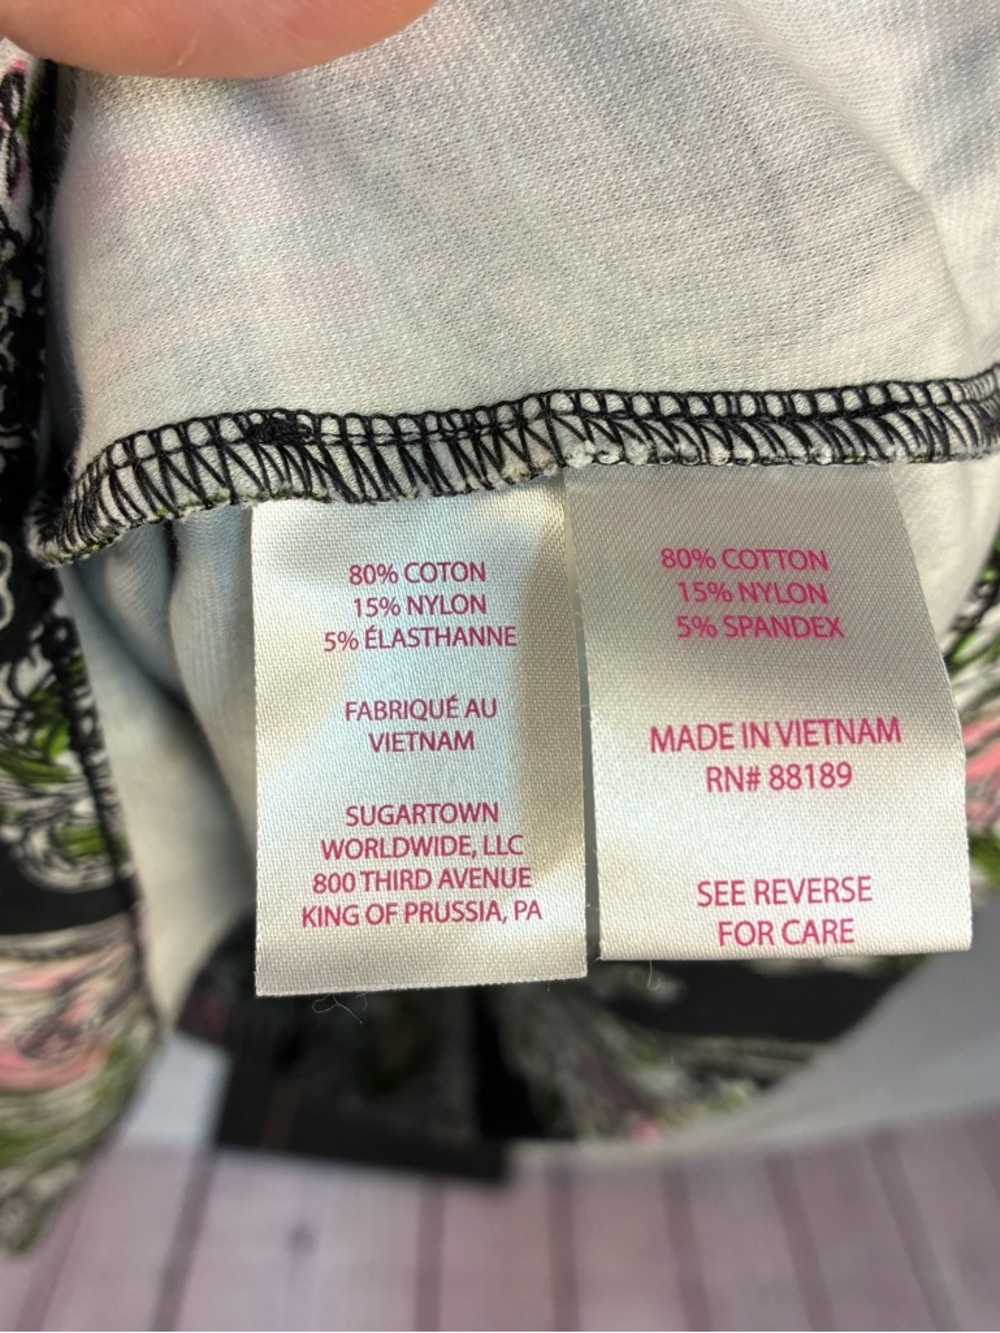 80% COTON
15% NYLON
5% ÉLASTHANNE
FABRIQUÉ AU
VIETNAM
SUGARTOWN
WORLDWIDE, LLC
800 THIRD AVENUE
KING OF PRUSSIA, PA
80% COTTON
15% NYLON
5% SPANDEX
MADE IN VIETNAM
RN# 88189
SEE REVERSE
FOR CARE